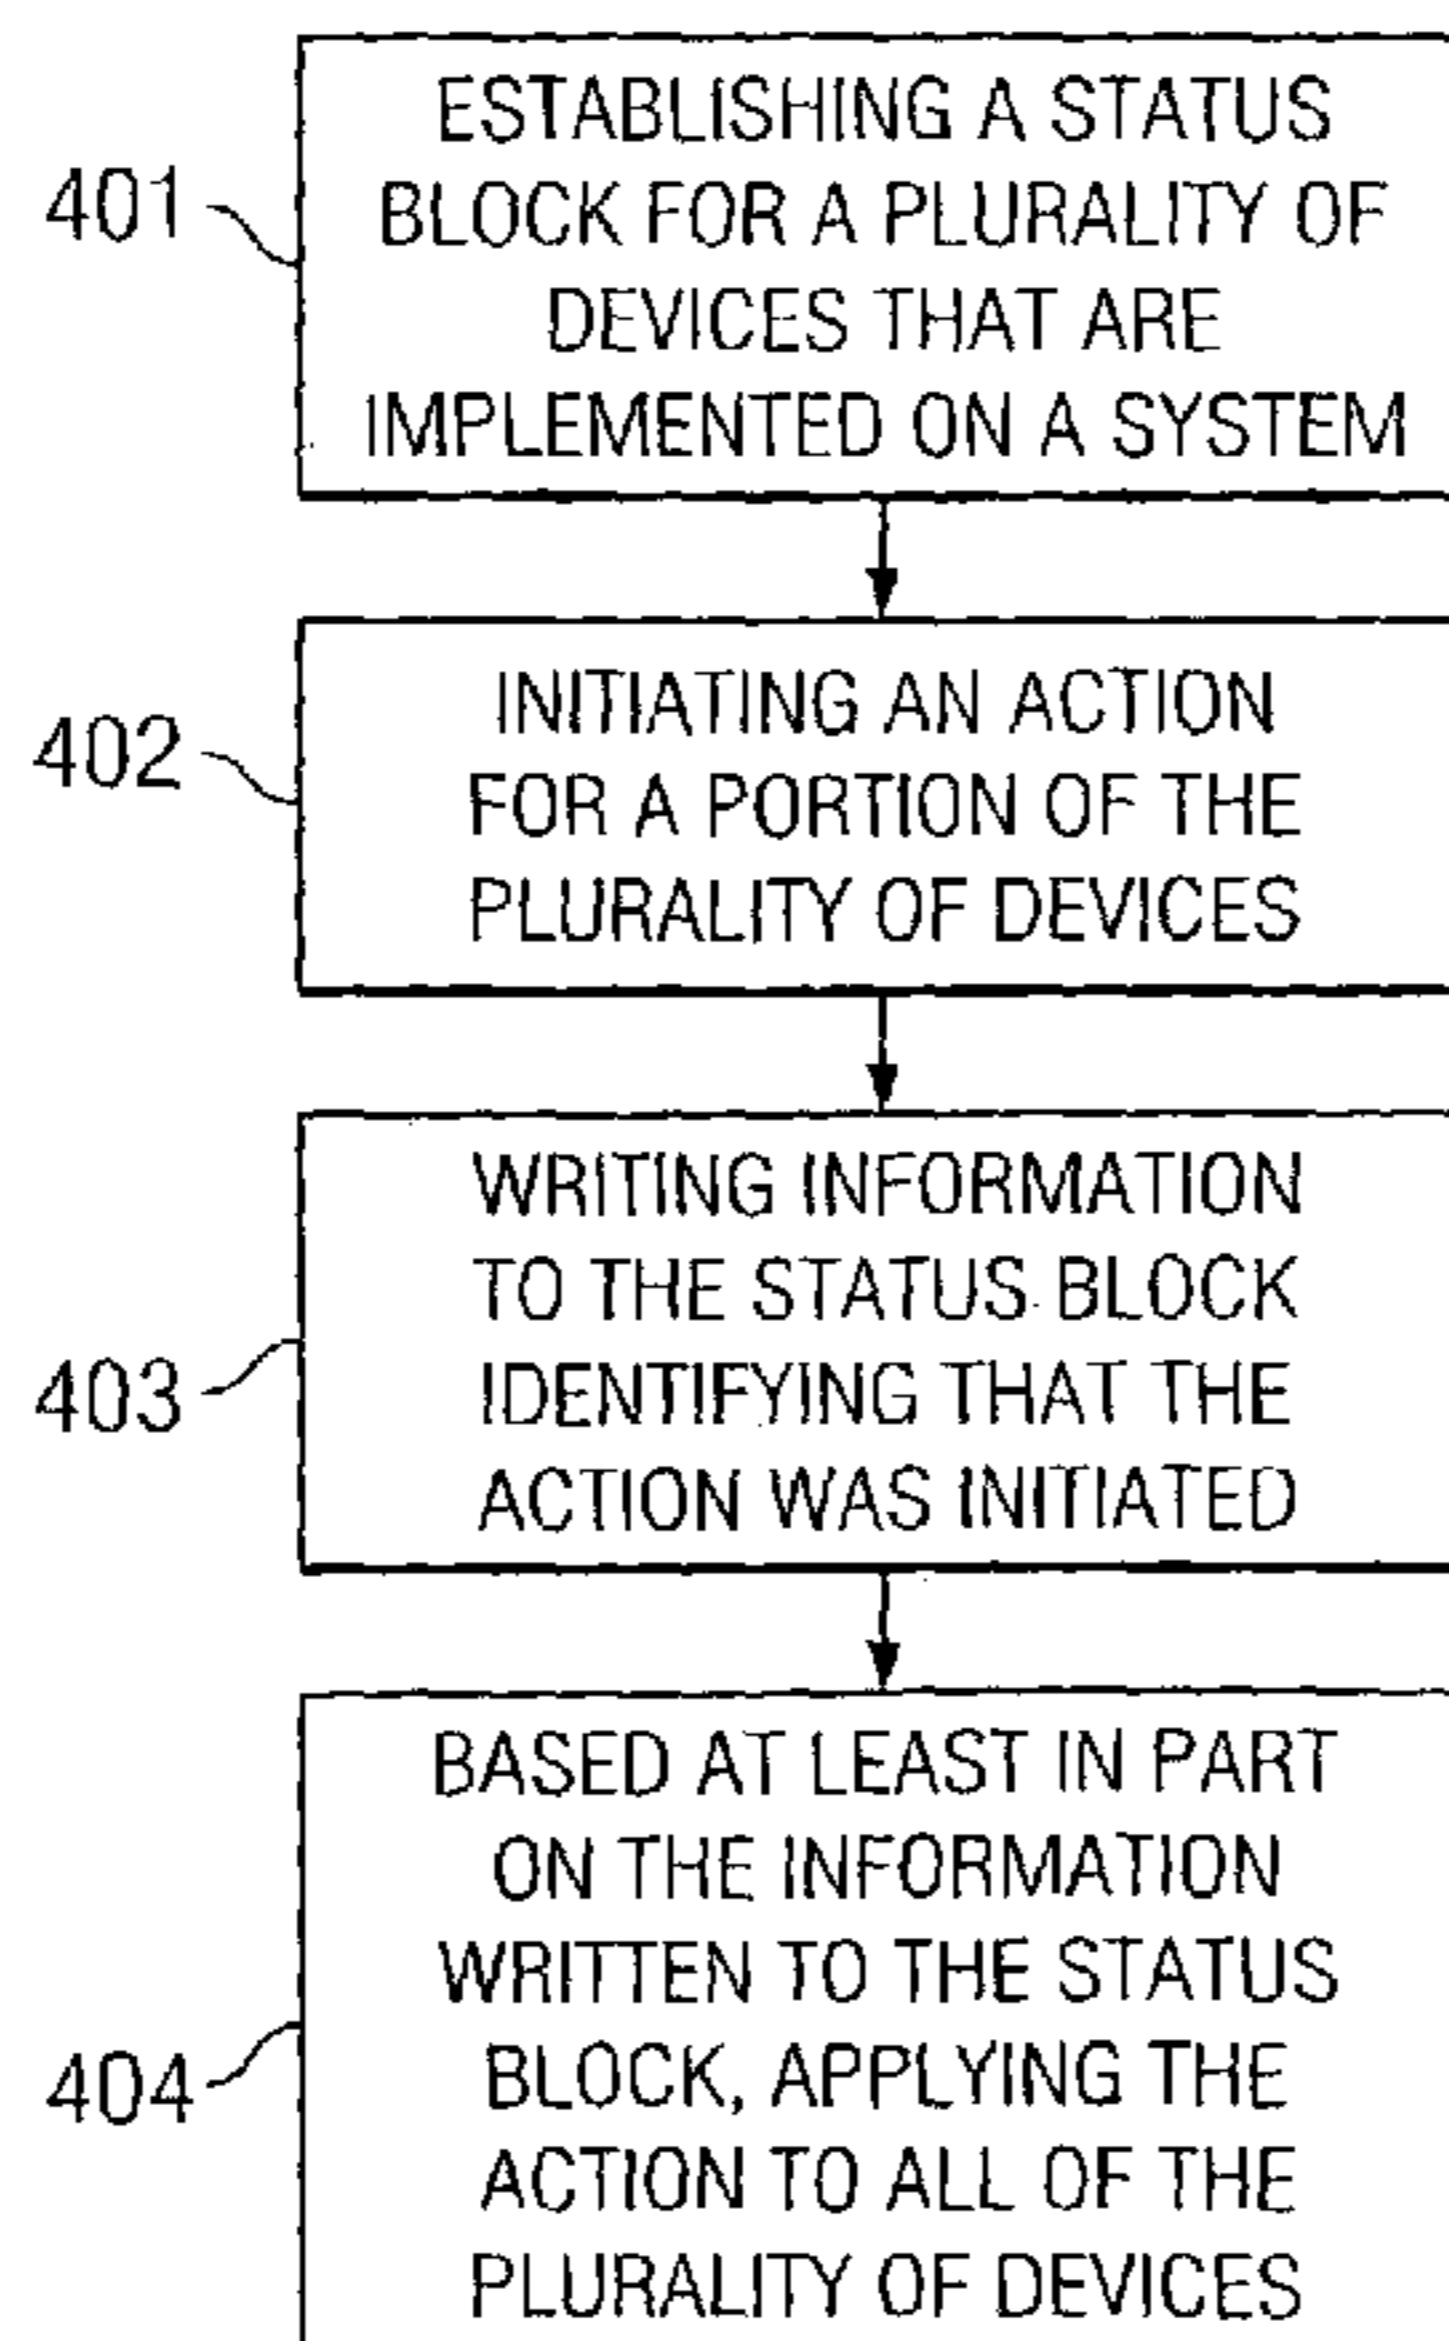 401
ESTABLISHING A STATUS
BLOCK FOR A PLURALITY OF
DEVICES THAT ARE
IMPLEMENTED ON A SYSTEM
402
INITIATING AN ACTION
FOR A PORTION OF THE
PLURALITY OF DEVICES
403
WRITING INFORMATION
TO THE STATUS BLOCK
IDENTIFYING THAT THE
ACTION WAS INITIATED
404
BASED AT LEAST IN PART
ON THE INFORMATION
WRITTEN TO THE STATUS
BLOCK, APPLYING THE
ACTION TO ALL OF THE
PLURALITY OF DEVICES